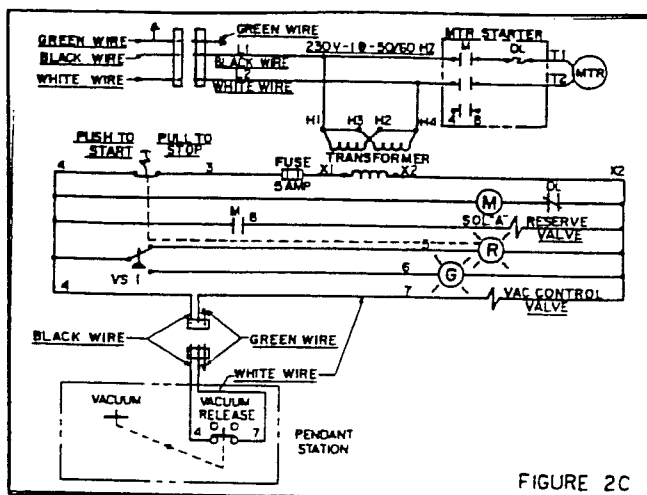 GREEN WIRE
GREEN WIRE
BLACK WIRE
WHITE WIRE
L1
BLACK WIRE
L2
WHITE WIRE
230V-1Ø-50/60 HZ
MTR STARTER
M
OL
T1
T2
MTR
4
8
H1
H3
H2
H4
TRANSFORMER
PUSH TO
START
PULL TO
STOP
4
3
FUSE
5 AMP
X1
X2
X2
M
OL
M
8
SOL "A"
RESERVE
VALVE
5
R
6
G
VS 1
4
7
VAC CONTROL
VALVE
BLACK WIRE
GREEN WIRE
WHITE WIRE
VACUUM
VACUUM
RELEASE
4
7
PENDANT
STATION
FIGURE 2C